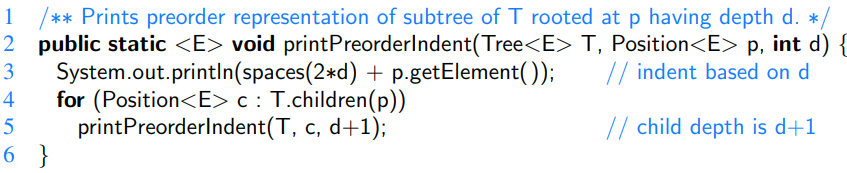 1 /** Prints preorder representation of subtree of T rooted at p having depth d. */
2 public static <E> void printPreorderIndent(Tree<E> T, Position<E> p, int d) {
3 System.out.println(spaces(2*d) + p.getElement()); // indent based on d
4 for (Position<E> c : T.children(p))
5 printPreorderIndent(T, c, d+1); // child depth is d+1
6 }